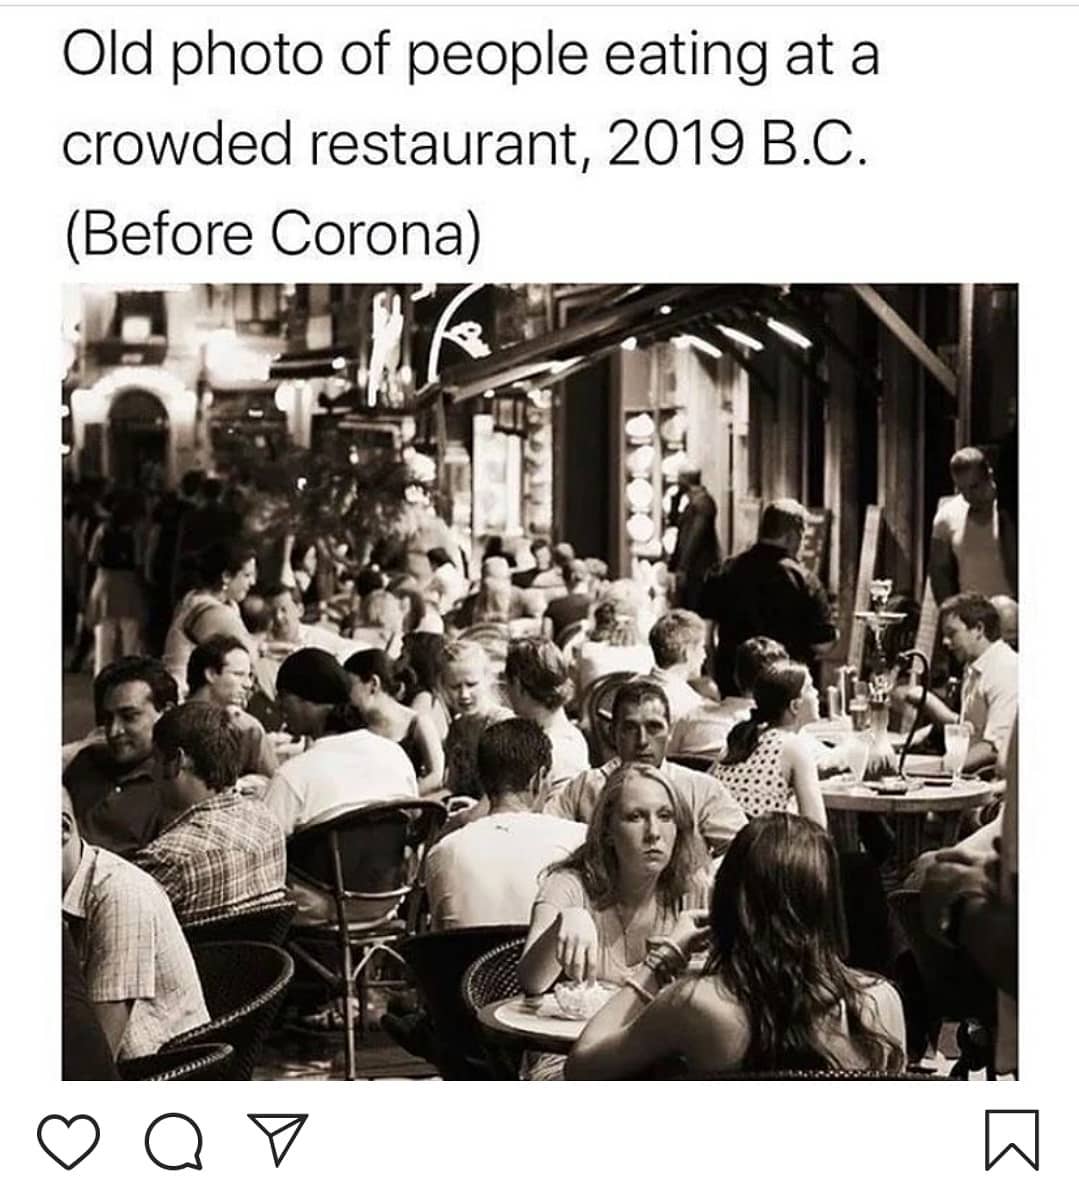 Old photo of people eating at a
crowded restaurant, 2019 B.C.
(Before Corona)